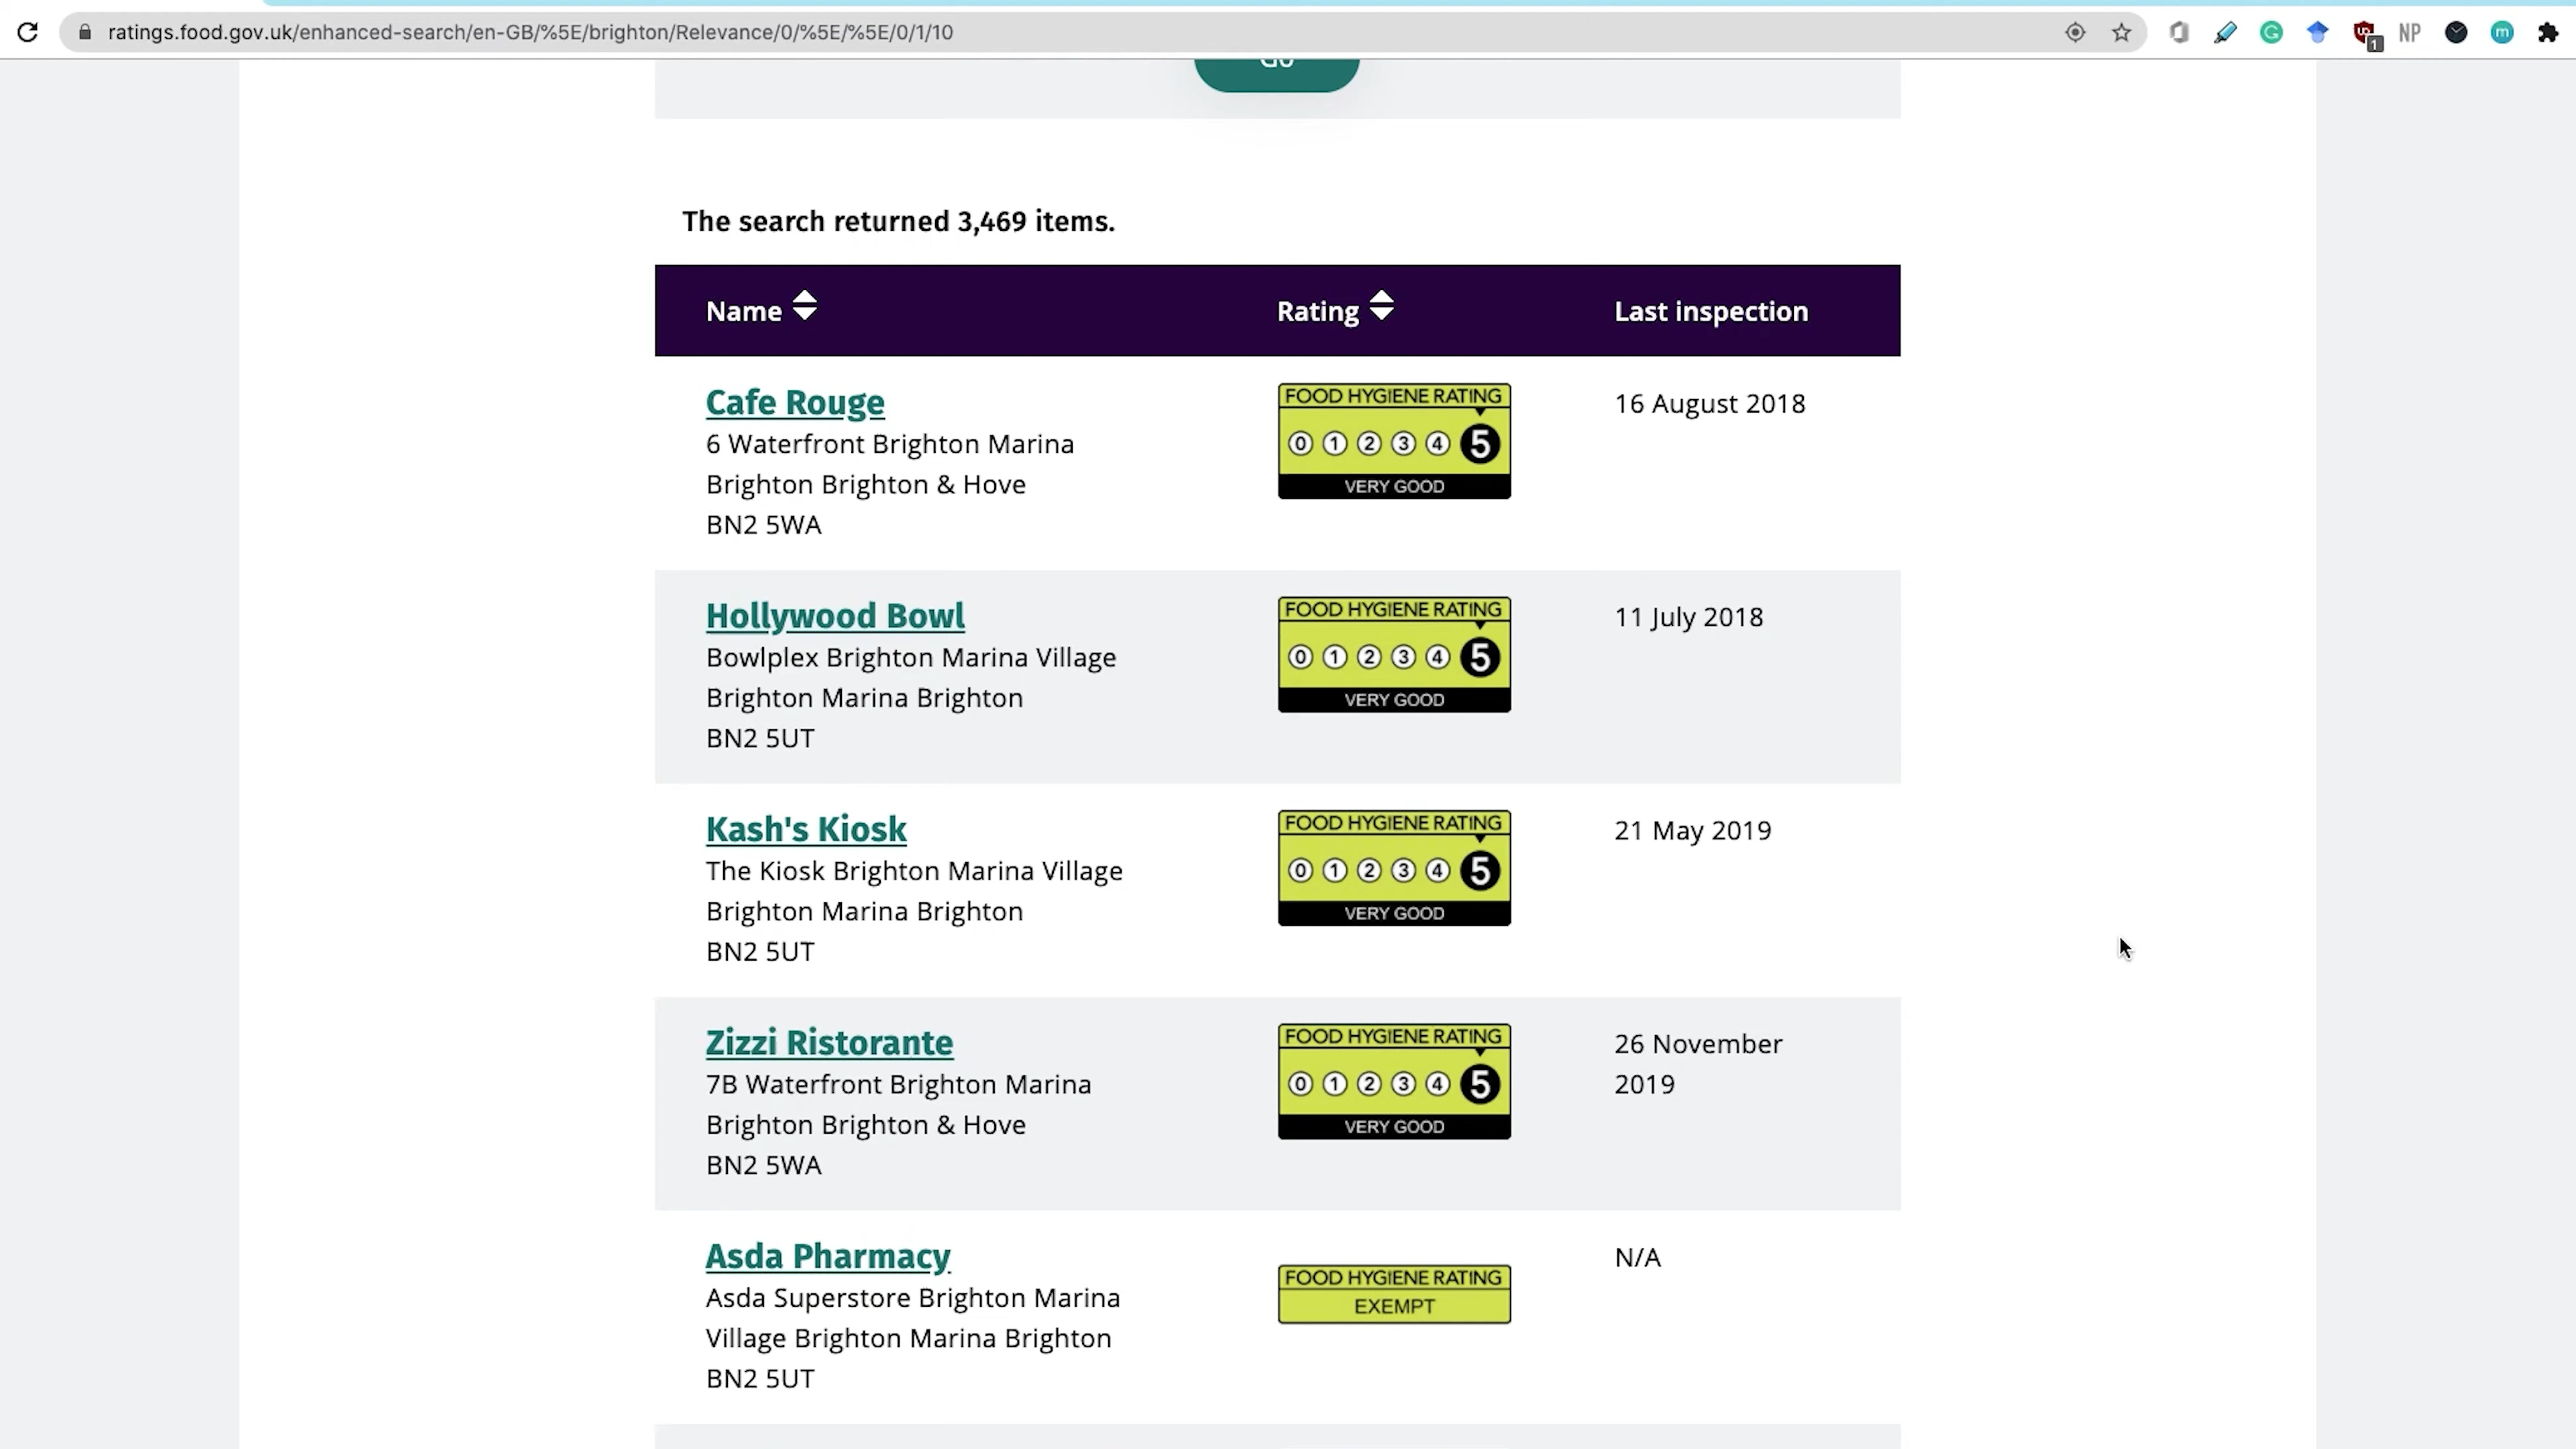 ratings.food.gov.uk/enhanced-search/en-GB/%5E/brighton/Relevance/0/%5E/%5E/0/1/10
1
NP
m
Go
The search returned 3,469 items.
Name
Rating
Last inspection
Cafe Rouge
6 Waterfront Brighton Marina
Brighton Brighton & Hove
BN2 5WA
FOOD HYGIENE RATING
0 1 2 3 4 5
VERY GOOD
16 August 2018
Hollywood Bowl
Bowlplex Brighton Marina Village
Brighton Marina Brighton
BN2 5UT
FOOD HYGIENE RATING
0 1 2 3 4 5
VERY GOOD
11 July 2018
Kash's Kiosk
The Kiosk Brighton Marina Village
Brighton Marina Brighton
BN2 5UT
FOOD HYGIENE RATING
0 1 2 3 4 5
VERY GOOD
21 May 2019
Zizzi Ristorante
7B Waterfront Brighton Marina
Brighton Brighton & Hove
BN2 5WA
FOOD HYGIENE RATING
0 1 2 3 4 5
VERY GOOD
26 November
2019
Asda Pharmacy
Asda Superstore Brighton Marina
Village Brighton Marina Brighton
BN2 5UT
FOOD HYGIENE RATING
EXEMPT
N/A